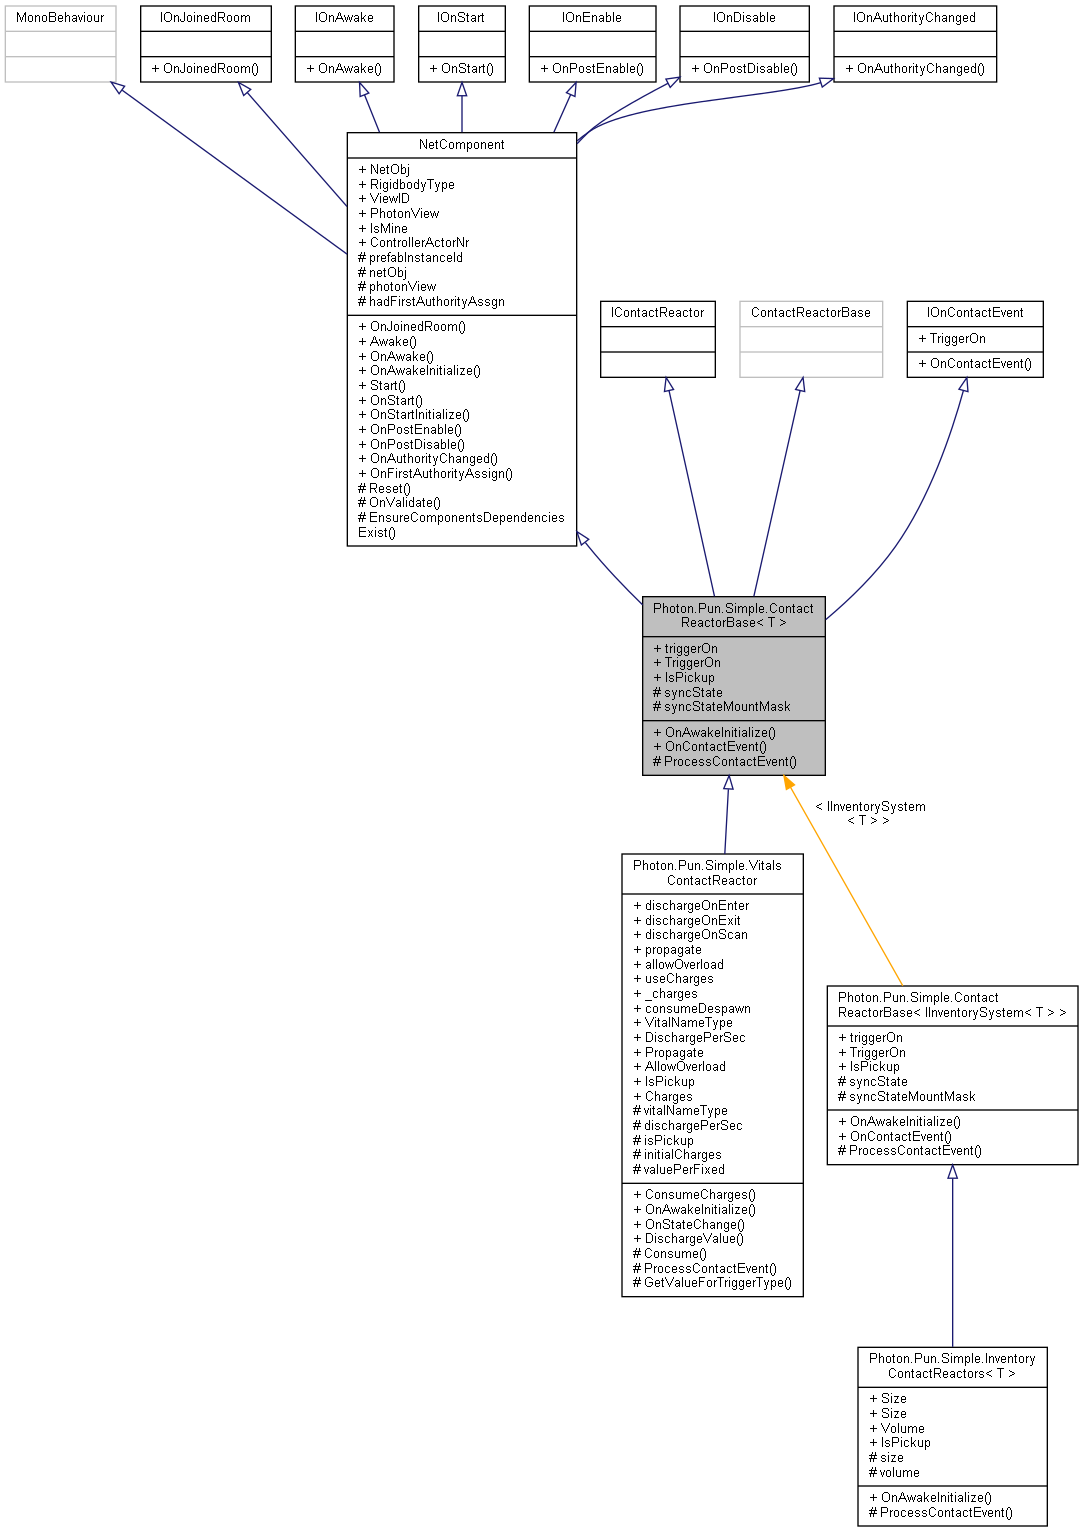 MonoBehaviour
IOnJoinedRoom
+ OnJoinedRoom()
IOnAwake
+ OnAwake()
IOnStart
+ OnStart()
IOnEnable
+ OnPostEnable()
IOnDisable
+ OnPostDisable()
IOnAuthorityChanged
+ OnAuthorityChanged()
NetComponent
+ NetObj
+ RigidbodyType
+ ViewID
+ PhotonView
+ IsMine
+ ControllerActorNr
# prefabInstanceId
# netObj
# photonView
# hadFirstAuthorityAssgn
+ OnJoinedRoom()
+ Awake()
+ OnAwake()
+ OnAwakeInitialize()
+ Start()
+ OnStart()
+ OnStartInitialize()
+ OnPostEnable()
+ OnPostDisable()
+ OnAuthorityChanged()
+ OnFirstAuthorityAssign()
# Reset()
# OnValidate()
# EnsureComponentsDependencies
Exist()
IContactReactor
ContactReactorBase
IOnContactEvent
+ TriggerOn
+ OnContactEvent()
Photon.Pun.Simple.Contact
ReactorBase< T >
+ triggerOn
+ TriggerOn
+ IsPickup
# syncState
# syncStateMountMask
+ OnAwakeInitialize()
+ OnContactEvent()
# ProcessContactEvent()
< IInventorySystem
< T > >
Photon.Pun.Simple.Vitals
ContactReactor
+ dischargeOnEnter
+ dischargeOnExit
+ dischargeOnScan
+ propagate
+ allowOverload
+ useCharges
+ _charges
+ consumeDespawn
+ VitalNameType
+ DischargePerSec
+ Propagate
+ AllowOverload
+ IsPickup
+ Charges
# vitalNameType
# dischargePerSec
# isPickup
# initialCharges
# valuePerFixed
+ ConsumeCharges()
+ OnAwakeInitialize()
+ OnStateChange()
+ DischargeValue()
# Consume()
# ProcessContactEvent()
# GetValueForTriggerType()
Photon.Pun.Simple.Contact
ReactorBase< IInventorySystem< T > >
+ triggerOn
+ TriggerOn
+ IsPickup
# syncState
# syncStateMountMask
+ OnAwakeInitialize()
+ OnContactEvent()
# ProcessContactEvent()
Photon.Pun.Simple.Inventory
ContactReactors< T >
+ Size
+ Size
+ Volume
+ IsPickup
# size
# volume
+ OnAwakeInitialize()
# ProcessContactEvent()